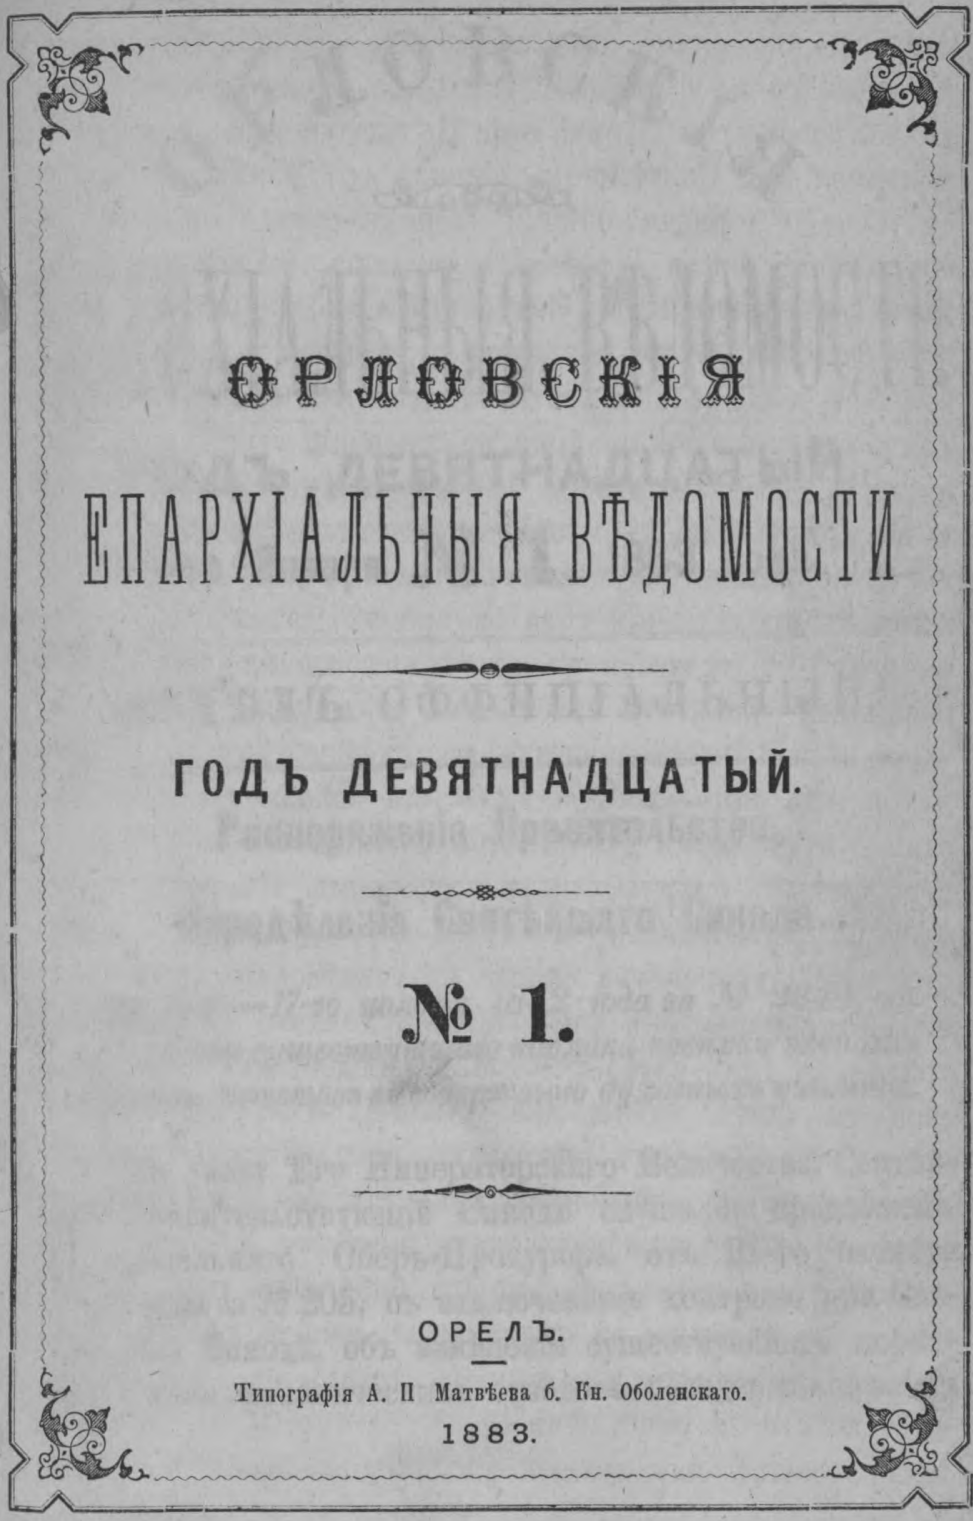 ОРЛОВСКІЯ
ЕПАРХІАЛЬНЫЯ ВѢДОМОСТИ
ГОДЪ ДЕВЯТНАДЦАТЫЙ.
№ 1.
ОРЕЛЪ.
Типографія А. П Матвѣева б. Кн. Оболенскаго.
1883.